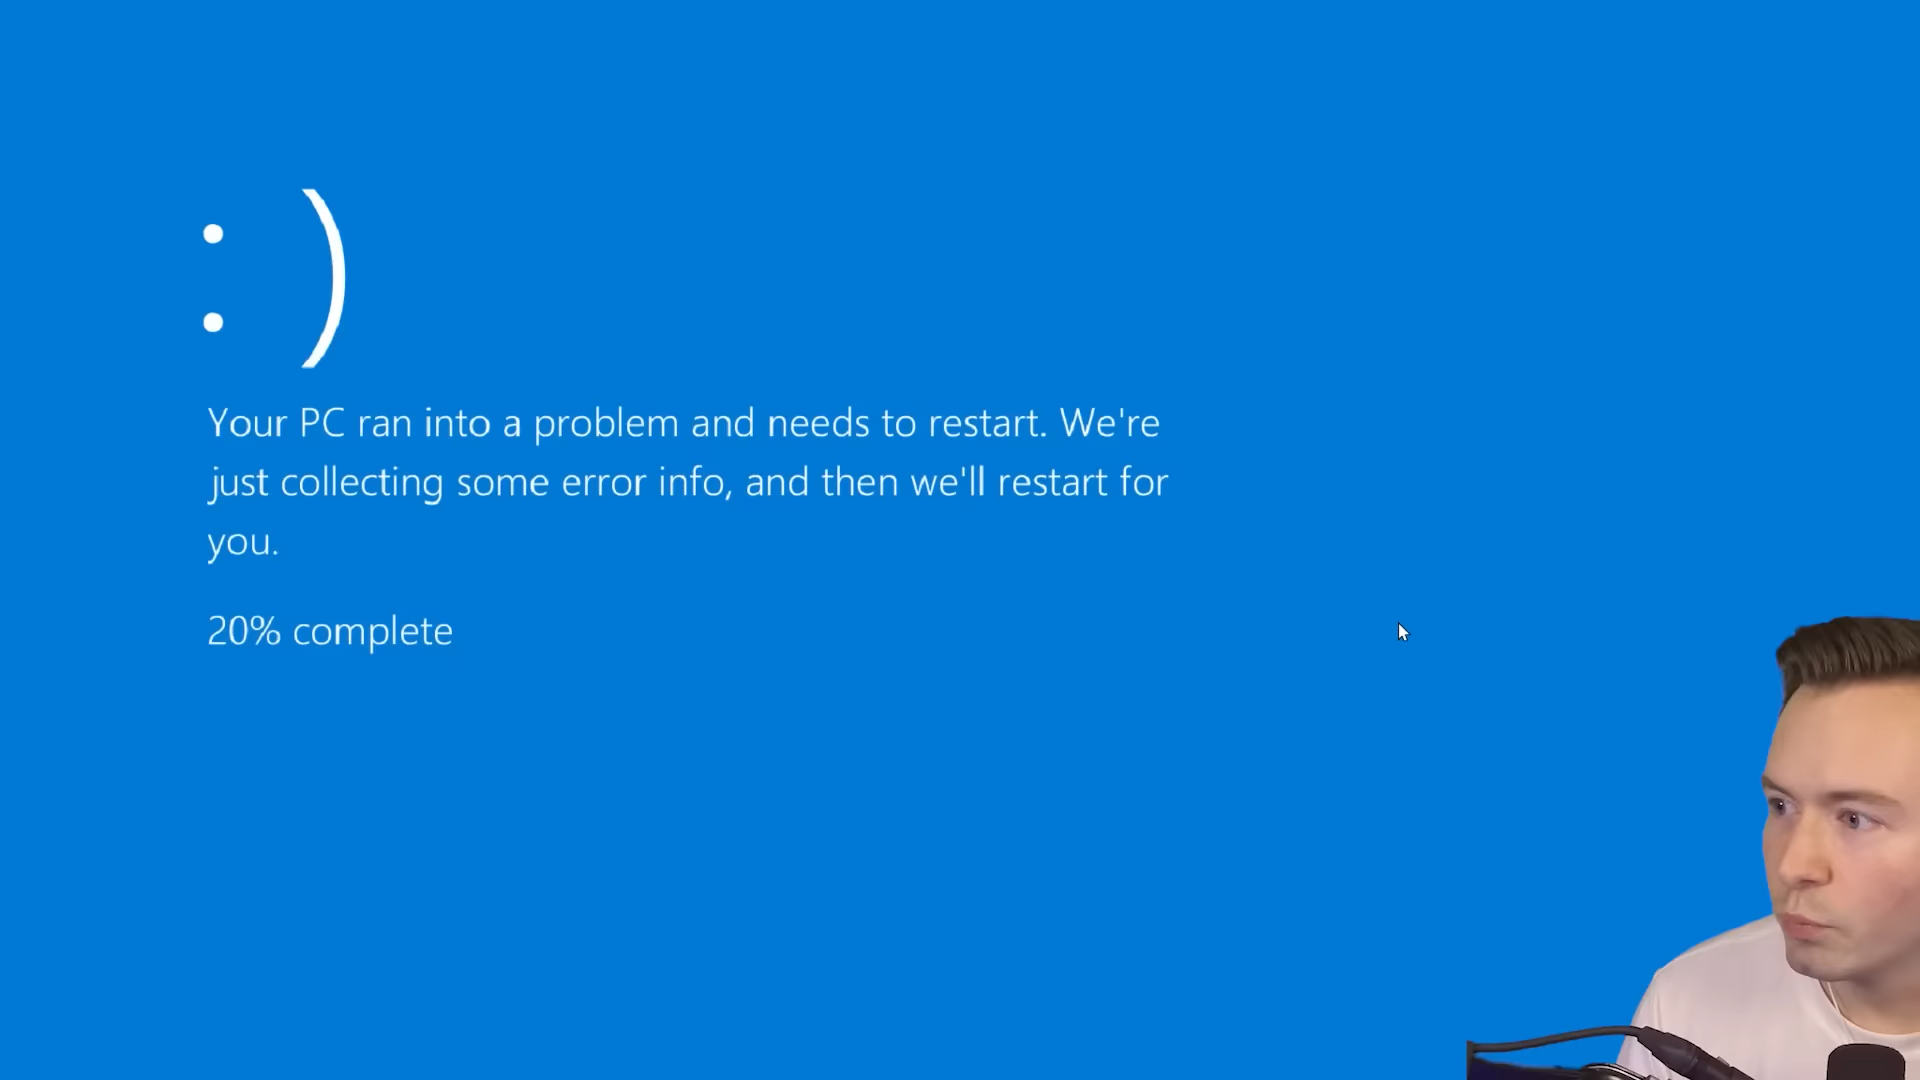 :)
Your PC ran into a problem and needs to restart. We're
just collecting some error info, and then we'll restart for
you.
20% complete